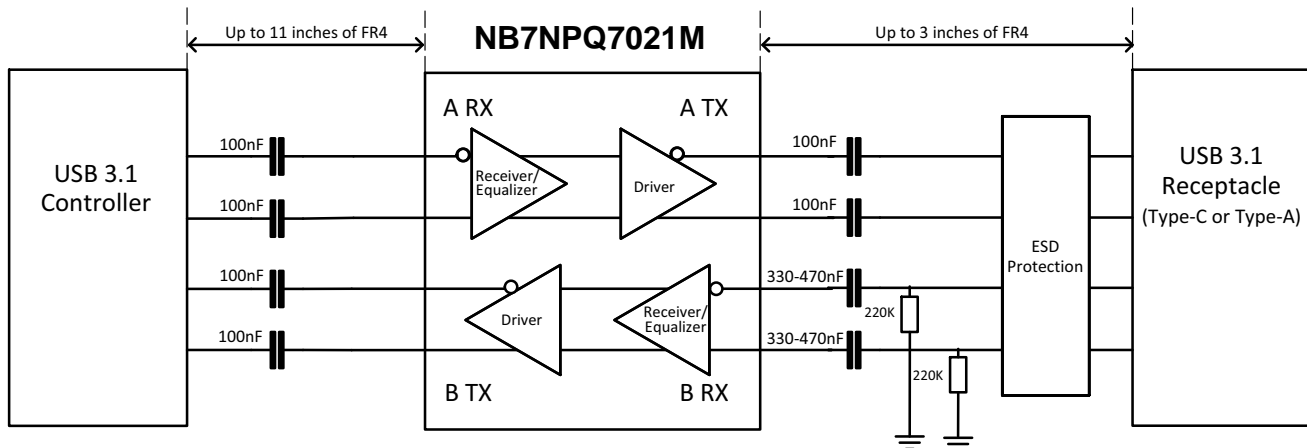 Up to 11 inches of FR4
NB7NPQ7021M
Up to 3 inches of FR4
A RX
A TX
100nF
100nF
USB 3.1
Controller
Receiver/
Equalizer
Driver
USB 3.1
Receptacle
(Type-C or Type-A)
100nF
100nF
ESD
Protection
100nF
330-470nF
Driver
Receiver/
Equalizer
220K
100nF
330-470nF
220K
B TX
B RX